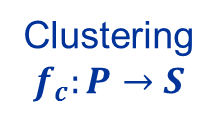 Clustering
f_c: P → S